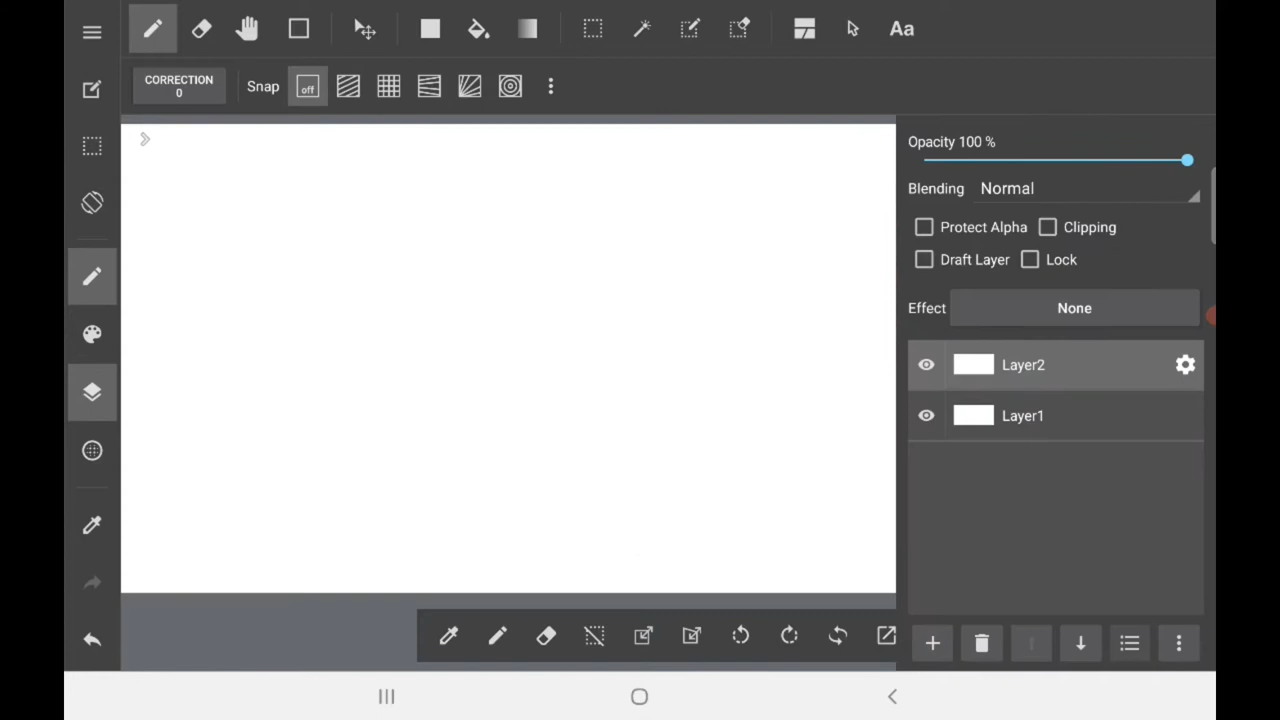 Aa
CORRECTION
0
Snap
off
Opacity 100 %
Blending Normal
Protect Alpha Clipping
Draft Layer Lock
Effect None
Layer2
Layer1